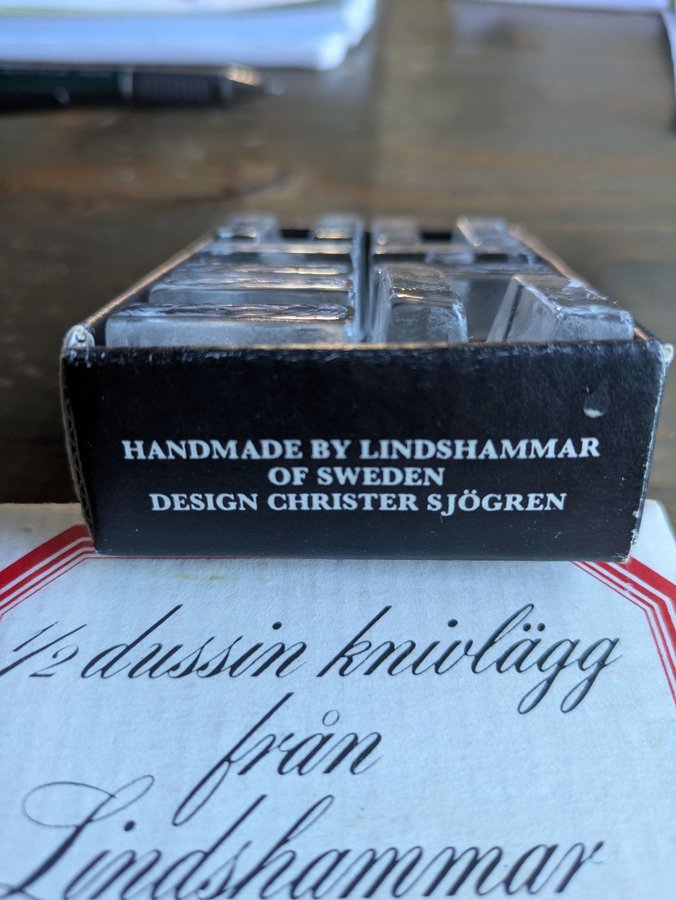 HANDMADE BY LINDSHAMMAR
OF SWEDEN
DESIGN CHRISTER SJÖGREN
1/2 dussin knivlägg
från
Lindshammar